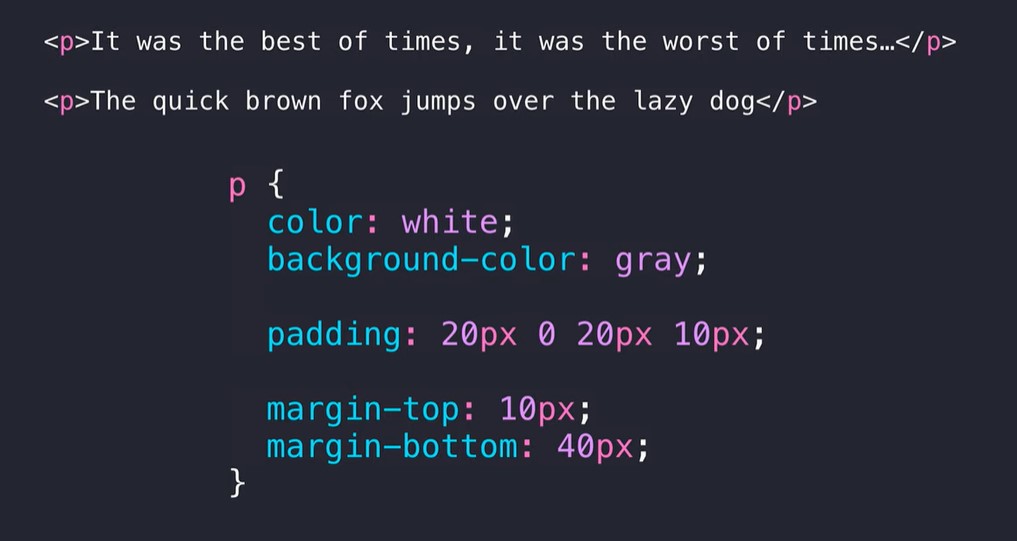 <p>It was the best of times, it was the worst of times…</p>
<p>The quick brown fox jumps over the lazy dog</p>
p {
color: white;
background-color: gray;
padding: 20px 0 20px 10px;
margin-top: 10px;
margin-bottom: 40px;
}